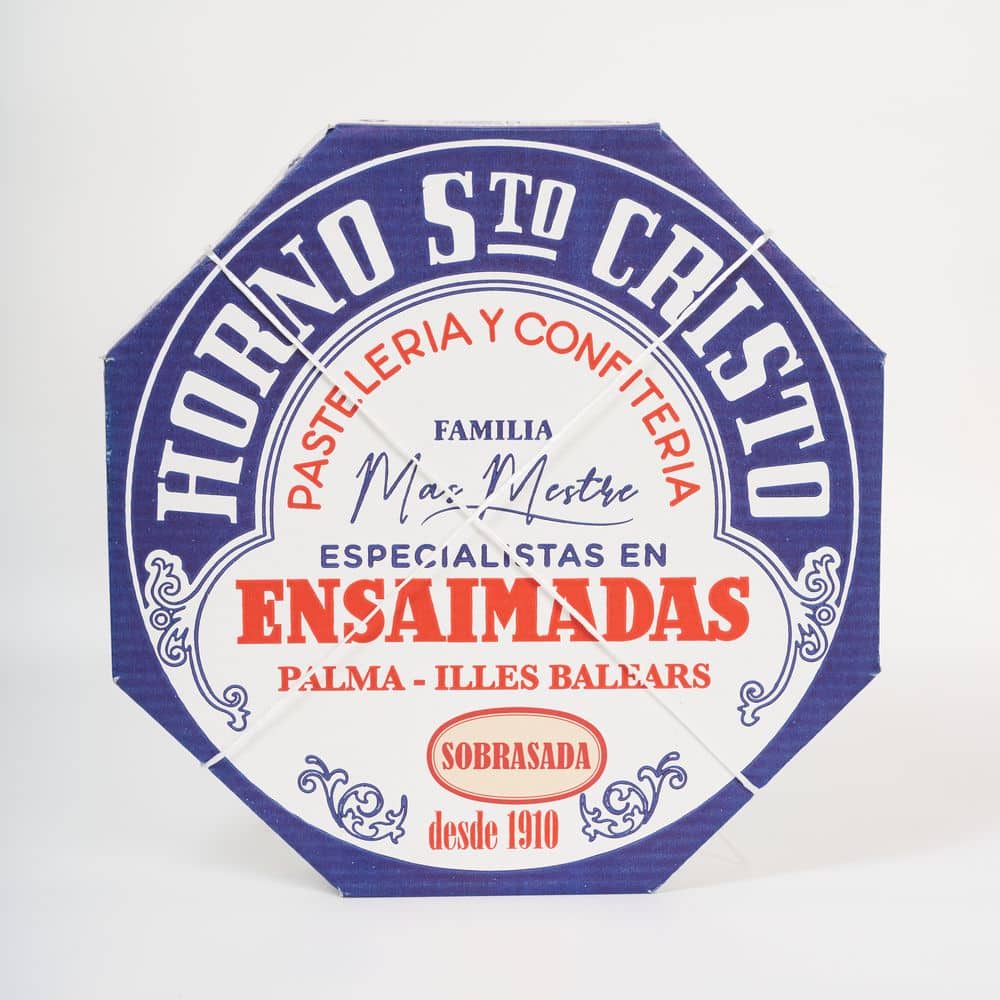 HORNO STO CRISTO
PASTELERIA Y CONFITERIA
FAMILIA
Mas Mestre
ESPECIALISTAS EN
ENSAIMADAS
PALMA - ILLES BALEARS
SOBRASADA
desde 1910